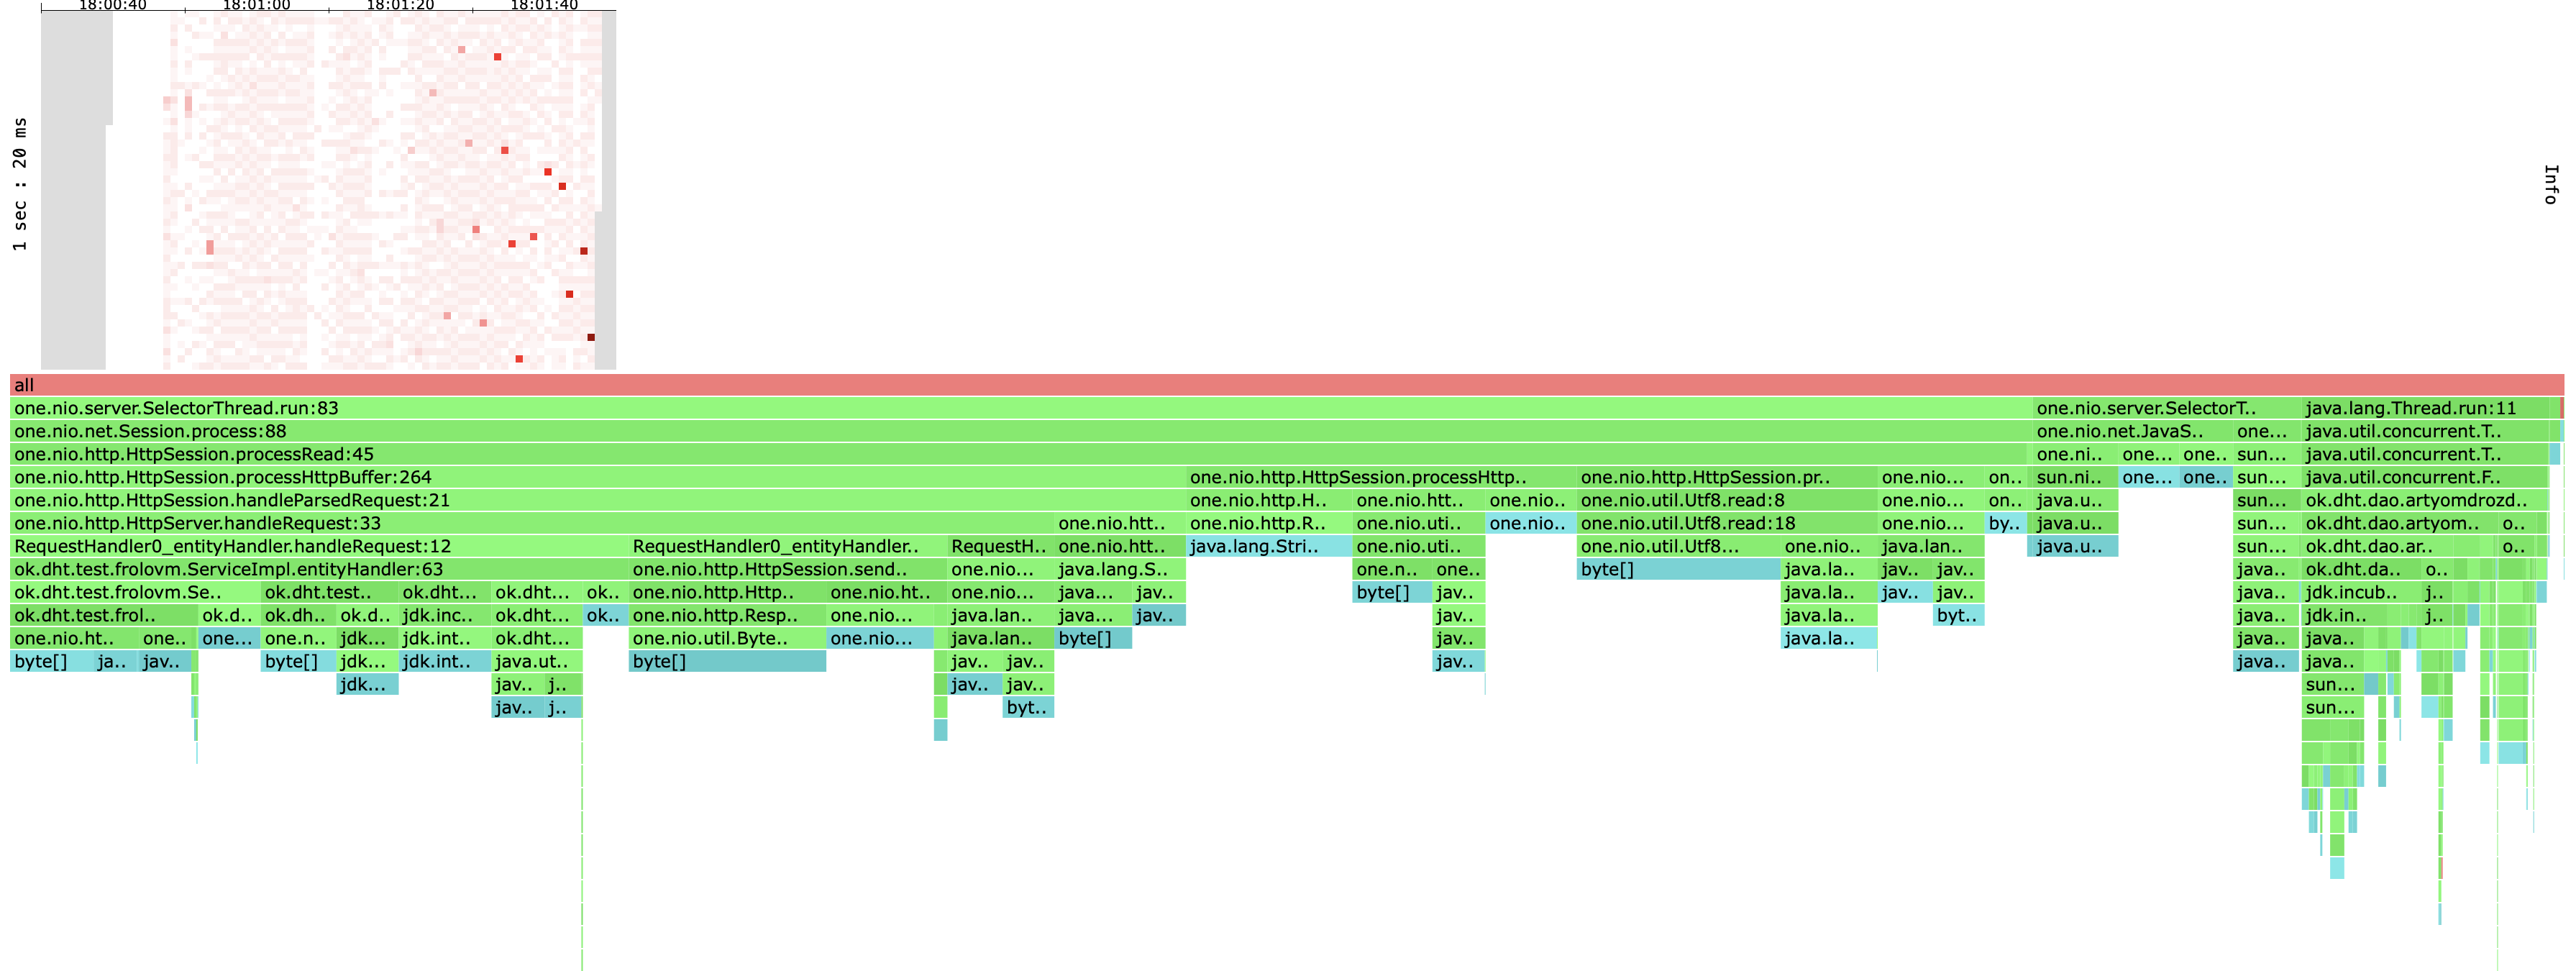 18:00:40 18:01:00 18:01:20 18:01:40
1 sec : 20 ms
Info
all
one.nio.server.SelectorThread.run:83 one.nio.server.SelectorT.. java.lang.Thread.run:11
one.nio.net.Session.process:88 one.nio.net.JavaS.. one... java.util.concurrent.T..
one.nio.http.HttpSession.processRead:45 one.ni.. one... one.. sun... java.util.concurrent.T..
one.nio.http.HttpSession.processHttpBuffer:264 one.nio.http.HttpSession.processHttp.. one.nio.http.HttpSession.pr.. one.nio... on.. sun.ni.. one... one.. sun... java.util.concurrent.F..
one.nio.http.HttpSession.handleParsedRequest:21 one.nio.http.H.. one.nio.htt.. one.nio.. one.nio.util.Utf8.read:8 one.nio... on.. java.u.. sun... ok.dht.dao.artyomdrozd..
one.nio.http.HttpServer.handleRequest:33 one.nio.htt.. one.nio.http.R.. one.nio.uti.. one.nio.. one.nio.util.Utf8.read:18 one.nio... by.. java.u.. sun... ok.dht.dao.artyom.. o..
RequestHandler0_entityHandler.handleRequest:12 RequestHandler0_entityHandler.. RequestH.. one.nio.htt.. java.lang.Stri.. one.nio.uti.. one.nio.util.Utf8... one.nio.. java.lan.. java.u.. sun... ok.dht.dao.ar.. o..
ok.dht.test.frolovm.ServiceImpl.entityHandler:63 one.nio.http.HttpSession.send.. one.nio... java.lang.S.. one.n.. one.. byte[] java.la.. jav.. jav.. java.. ok.dht.da.. o..
ok.dht.test.frolovm.Se.. ok.dht.test.. ok.dht... ok.dht... ok.. one.nio.http.Http.. one.nio.ht.. one.nio... java... jav.. byte[] jav.. java.la.. jav.. jav.. java.. jdk.incub.. j..
ok.dht.test.frol.. ok.d.. ok.dh.. ok.d.. jdk.inc.. ok.dht... ok.. one.nio.http.Resp.. one.nio... java.lan.. java... jav.. jav.. java.la.. byt.. java.. jdk.in.. j..
one.nio.ht.. one.. one... one.n.. jdk... jdk.int.. ok.dht... one.nio.util.Byte.. one.nio... java.lan.. byte[] jav.. java.la.. java.. java..
byte[] ja.. jav.. byte[] jdk... jdk.int.. java.ut.. byte[] jav.. jav.. jav.. java.. java..
jdk... jav.. j.. jav.. jav.. sun...
jav.. j.. byt.. sun...